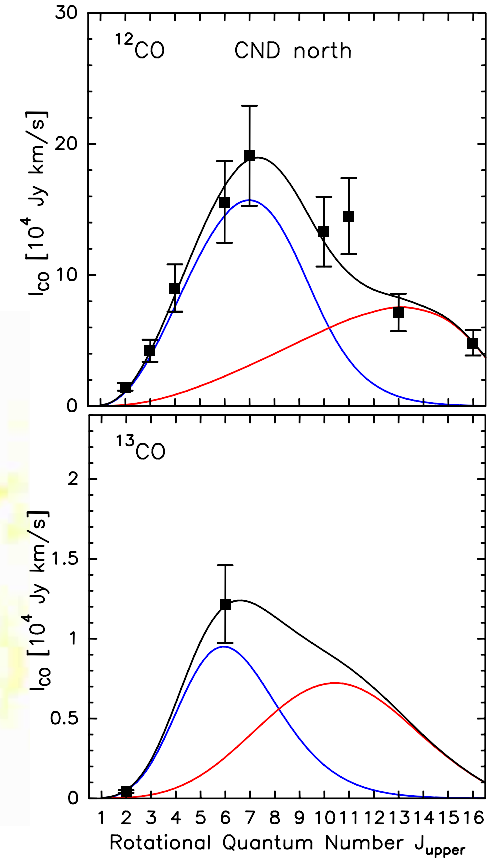 30
¹²CO CND north
20
10
0
I_CO [10⁴ Jy km/s]
¹³CO
2
1.5
1
0.5
0
I_CO [10⁴ Jy km/s]
1 2 3 4 5 6 7 8 9 10 11 12 13 14 15 16
Rotational Quantum Number J_upper